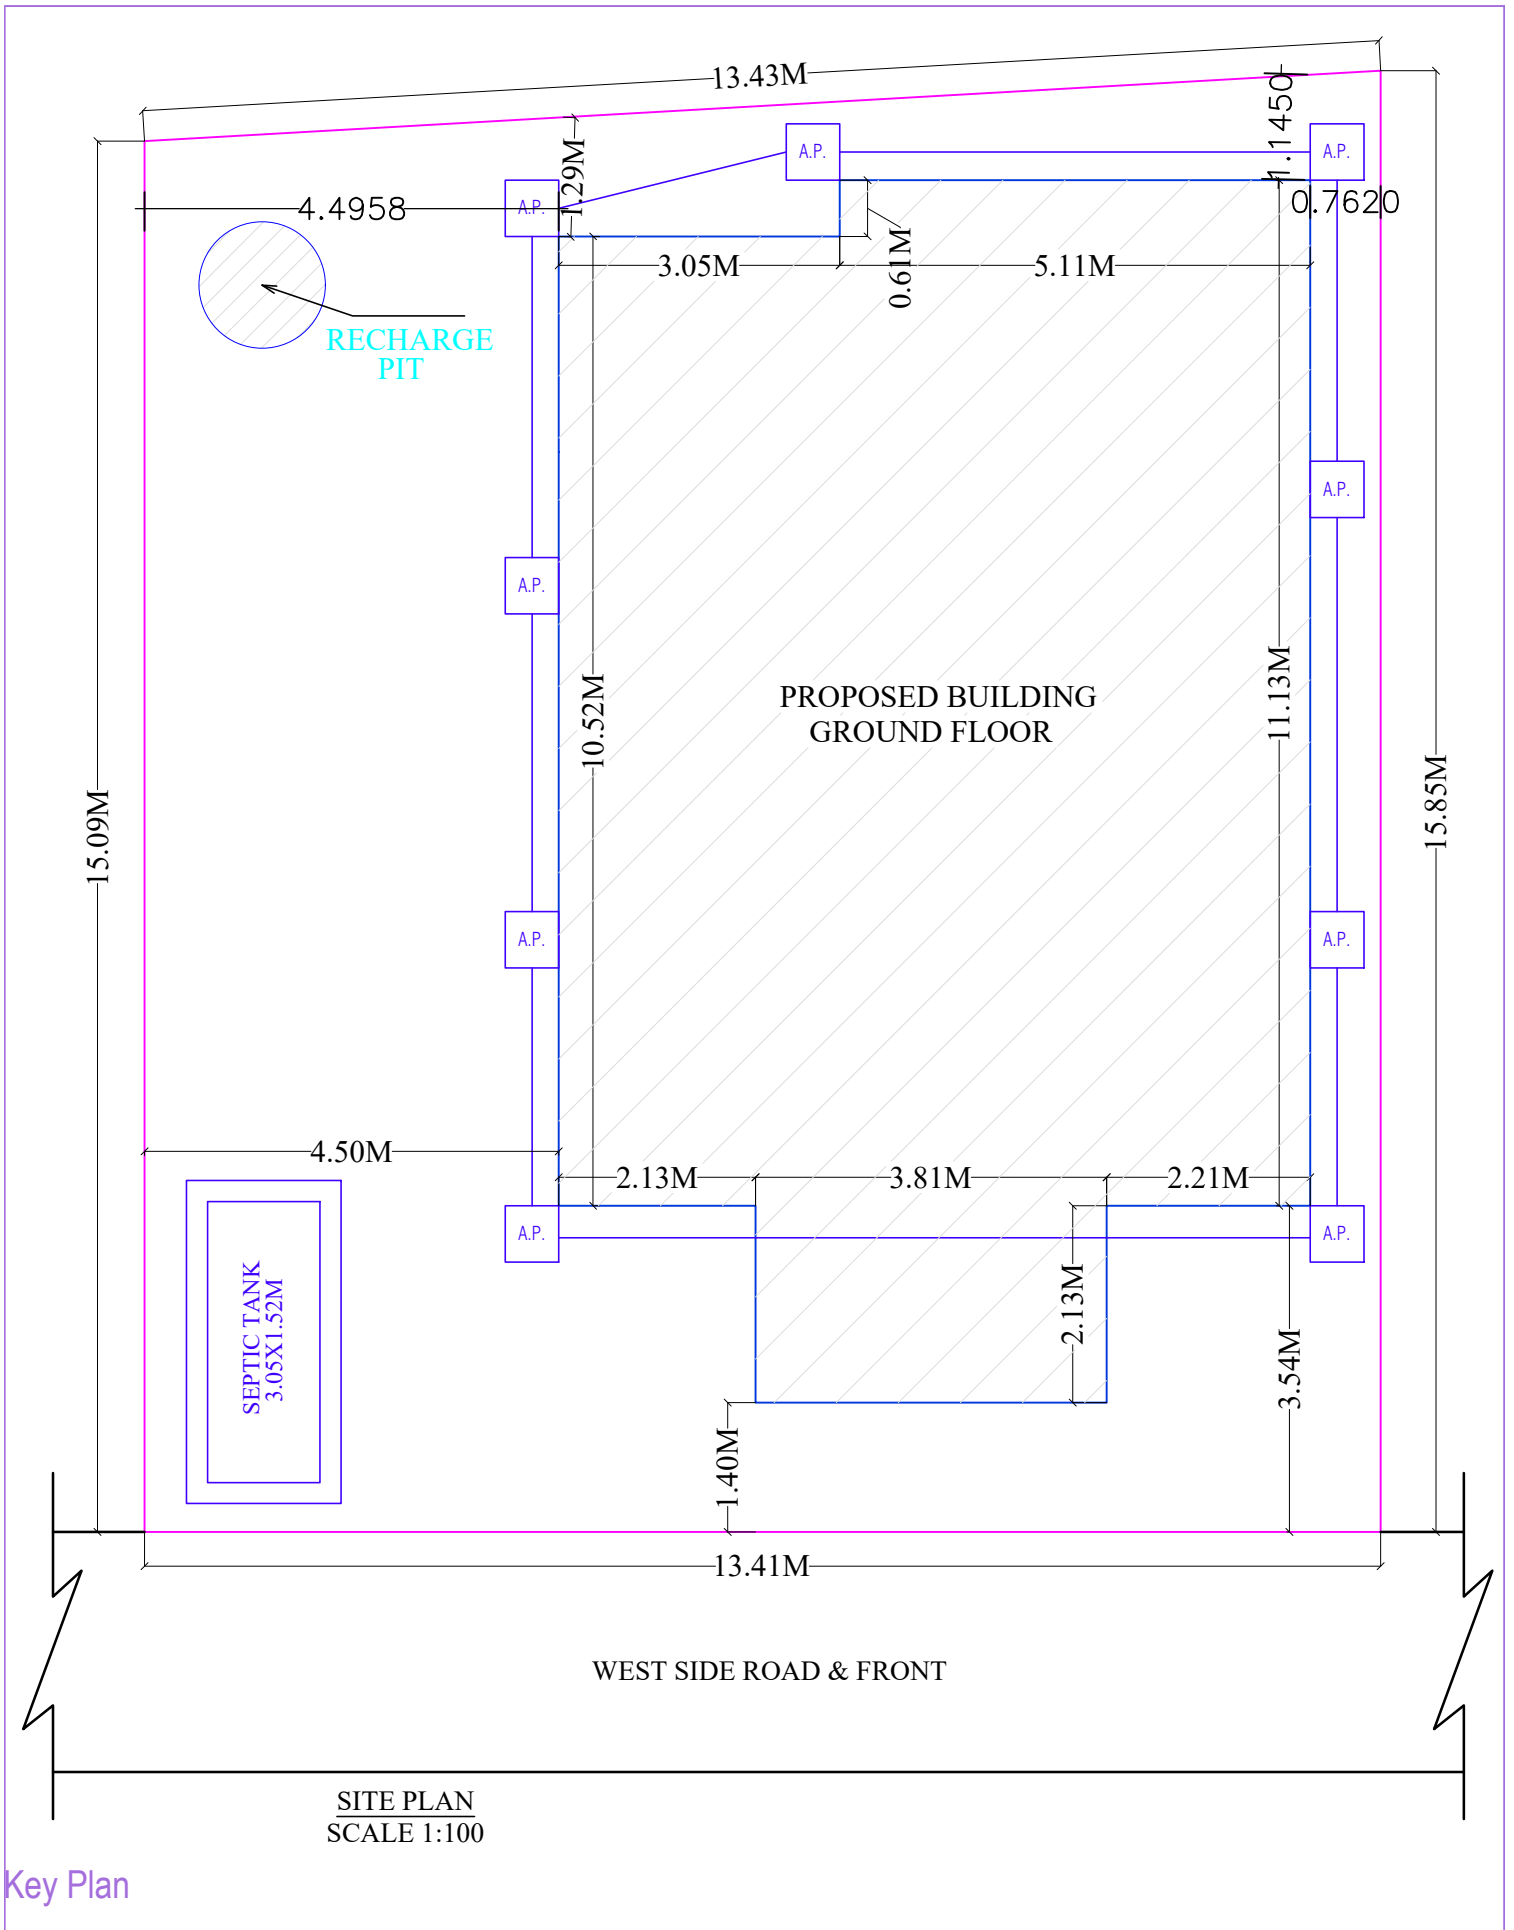 13.43M
1.1450
A.P.
A.P.
1.29M
A.P.
4.4958
0.7620
3.05M
0.61M
5.11M
RECHARGE
PIT
A.P.
A.P.
PROPOSED BUILDING
GROUND FLOOR
10.52M
11.13M
15.09M
15.85M
A.P.
A.P.
4.50M
2.13M
3.81M
2.21M
A.P.
A.P.
SEPTIC TANK
3.05X1.52M
2.13M
3.54M
1.40M
13.41M
WEST SIDE ROAD & FRONT
SITE PLAN
SCALE 1:100
Key Plan